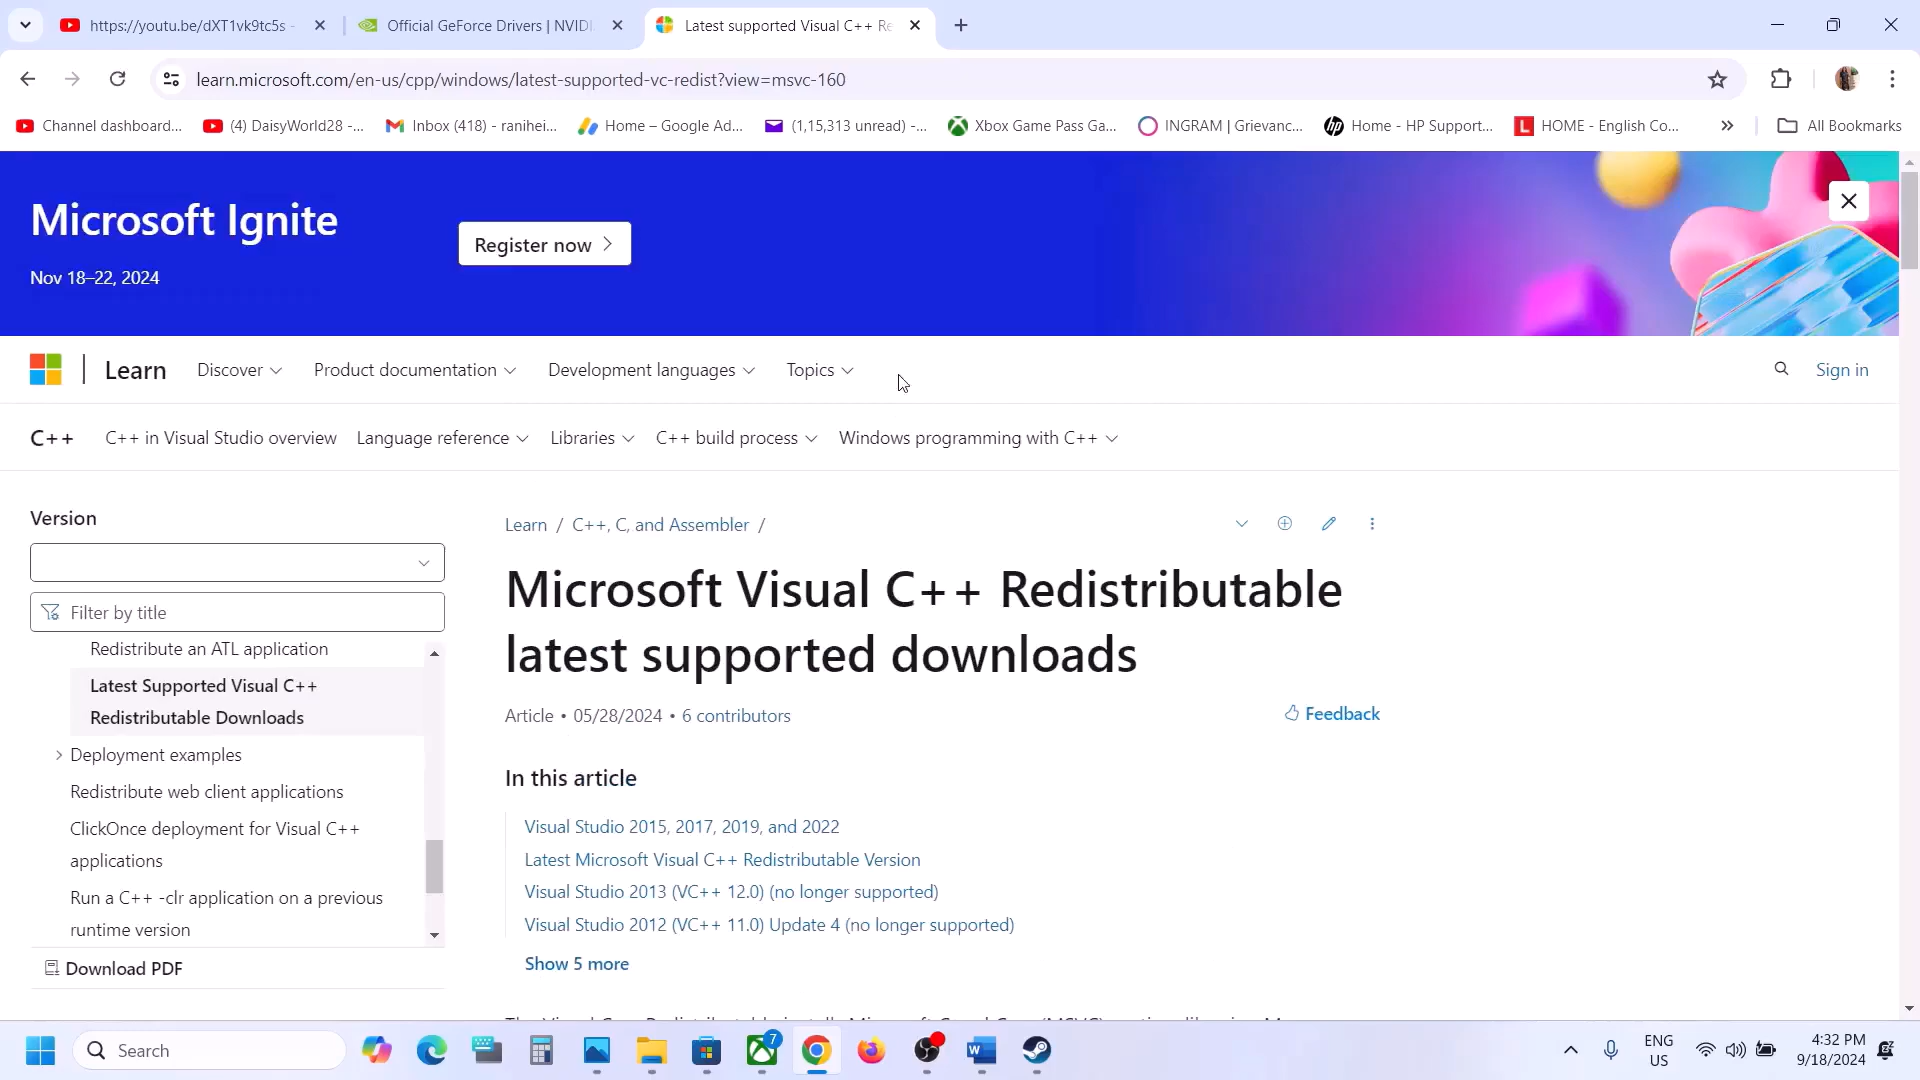 https://youtu.be/dXT1vk9tc5s -
Official GeForce Drivers | NVIDI
Latest supported Visual C++ Re
learn.microsoft.com/en-us/cpp/windows/latest-supported-vc-redist?view=msvc-160
Channel dashboard...
(4) DaisyWorld28 -...
Inbox (418) - ranihei...
Home – Google Ad...
(1,15,313 unread) -...
Xbox Game Pass Ga...
INGRAM | Grievanc...
Home - HP Support...
HOME - English Co...
All Bookmarks
Microsoft Ignite
Register now
Nov 18–22, 2024
Learn
Discover
Product documentation
Development languages
Topics
Sign in
C++
C++ in Visual Studio overview
Language reference
Libraries
C++ build process
Windows programming with C++
Version
Filter by title
Redistribute an ATL application
Latest Supported Visual C++
Redistributable Downloads
Deployment examples
Redistribute web client applications
ClickOnce deployment for Visual C++
applications
Run a C++ -clr application on a previous
runtime version
Download PDF
Learn / C++, C, and Assembler /
Microsoft Visual C++ Redistributable
latest supported downloads
Article • 05/28/2024 • 6 contributors
Feedback
In this article
Visual Studio 2015, 2017, 2019, and 2022
Latest Microsoft Visual C++ Redistributable Version
Visual Studio 2013 (VC++ 12.0) (no longer supported)
Visual Studio 2012 (VC++ 11.0) Update 4 (no longer supported)
Show 5 more
Search
7
ENG
US
4:32 PM
9/18/2024